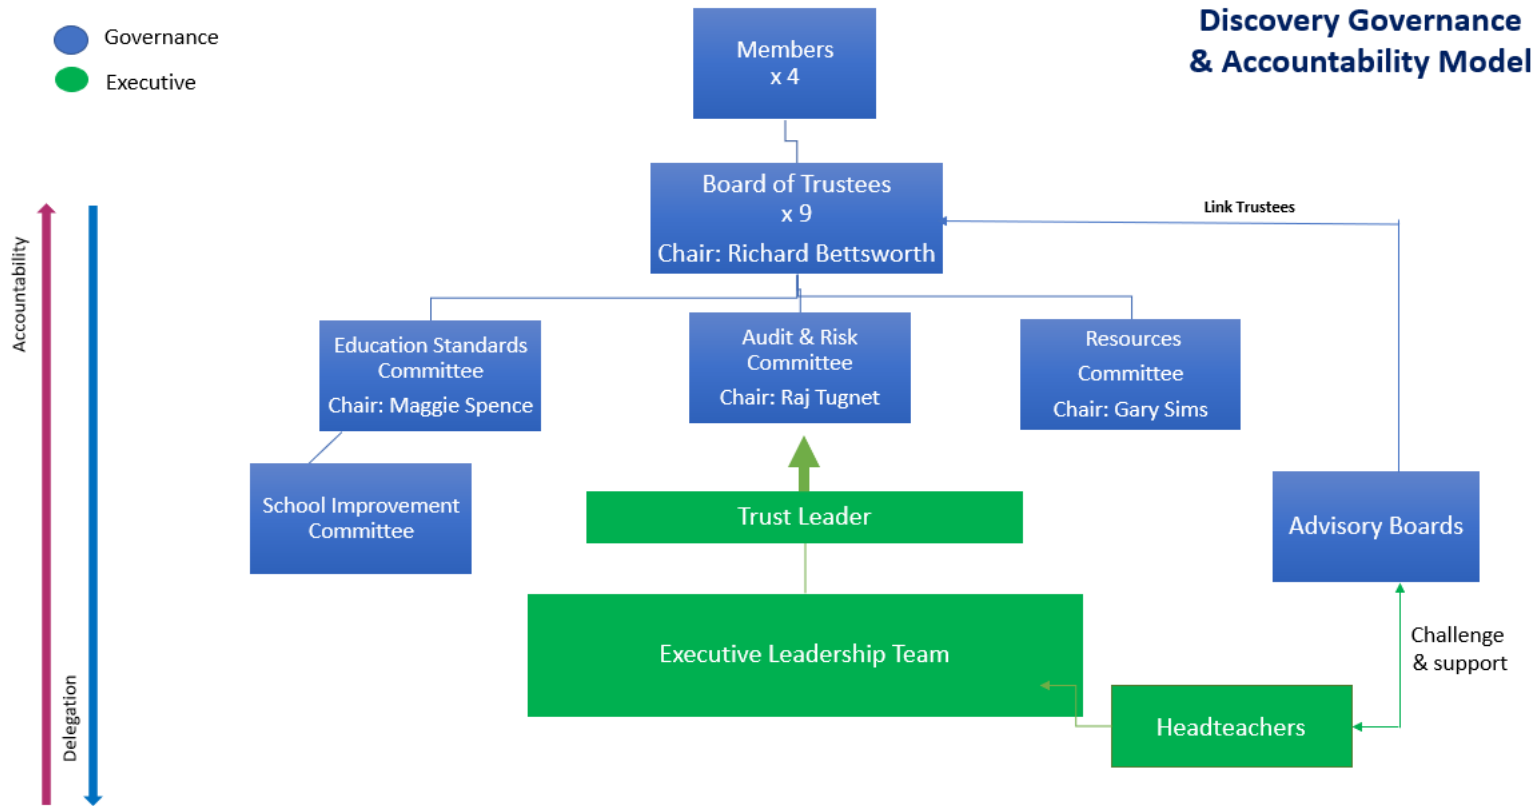 Discovery Governance
& Accountability Model
Governance
Executive
Members
x 4
Board of Trustees
x 9
Chair: Richard Bettsworth
Link Trustees
Accountability
Delegation
Education Standards
Committee
Chair: Maggie Spence
Audit & Risk
Committee
Chair: Raj Tugnet
Resources
Committee
Chair: Gary Sims
School Improvement
Committee
Trust Leader
Advisory Boards
Executive Leadership Team
Challenge
& support
Headteachers